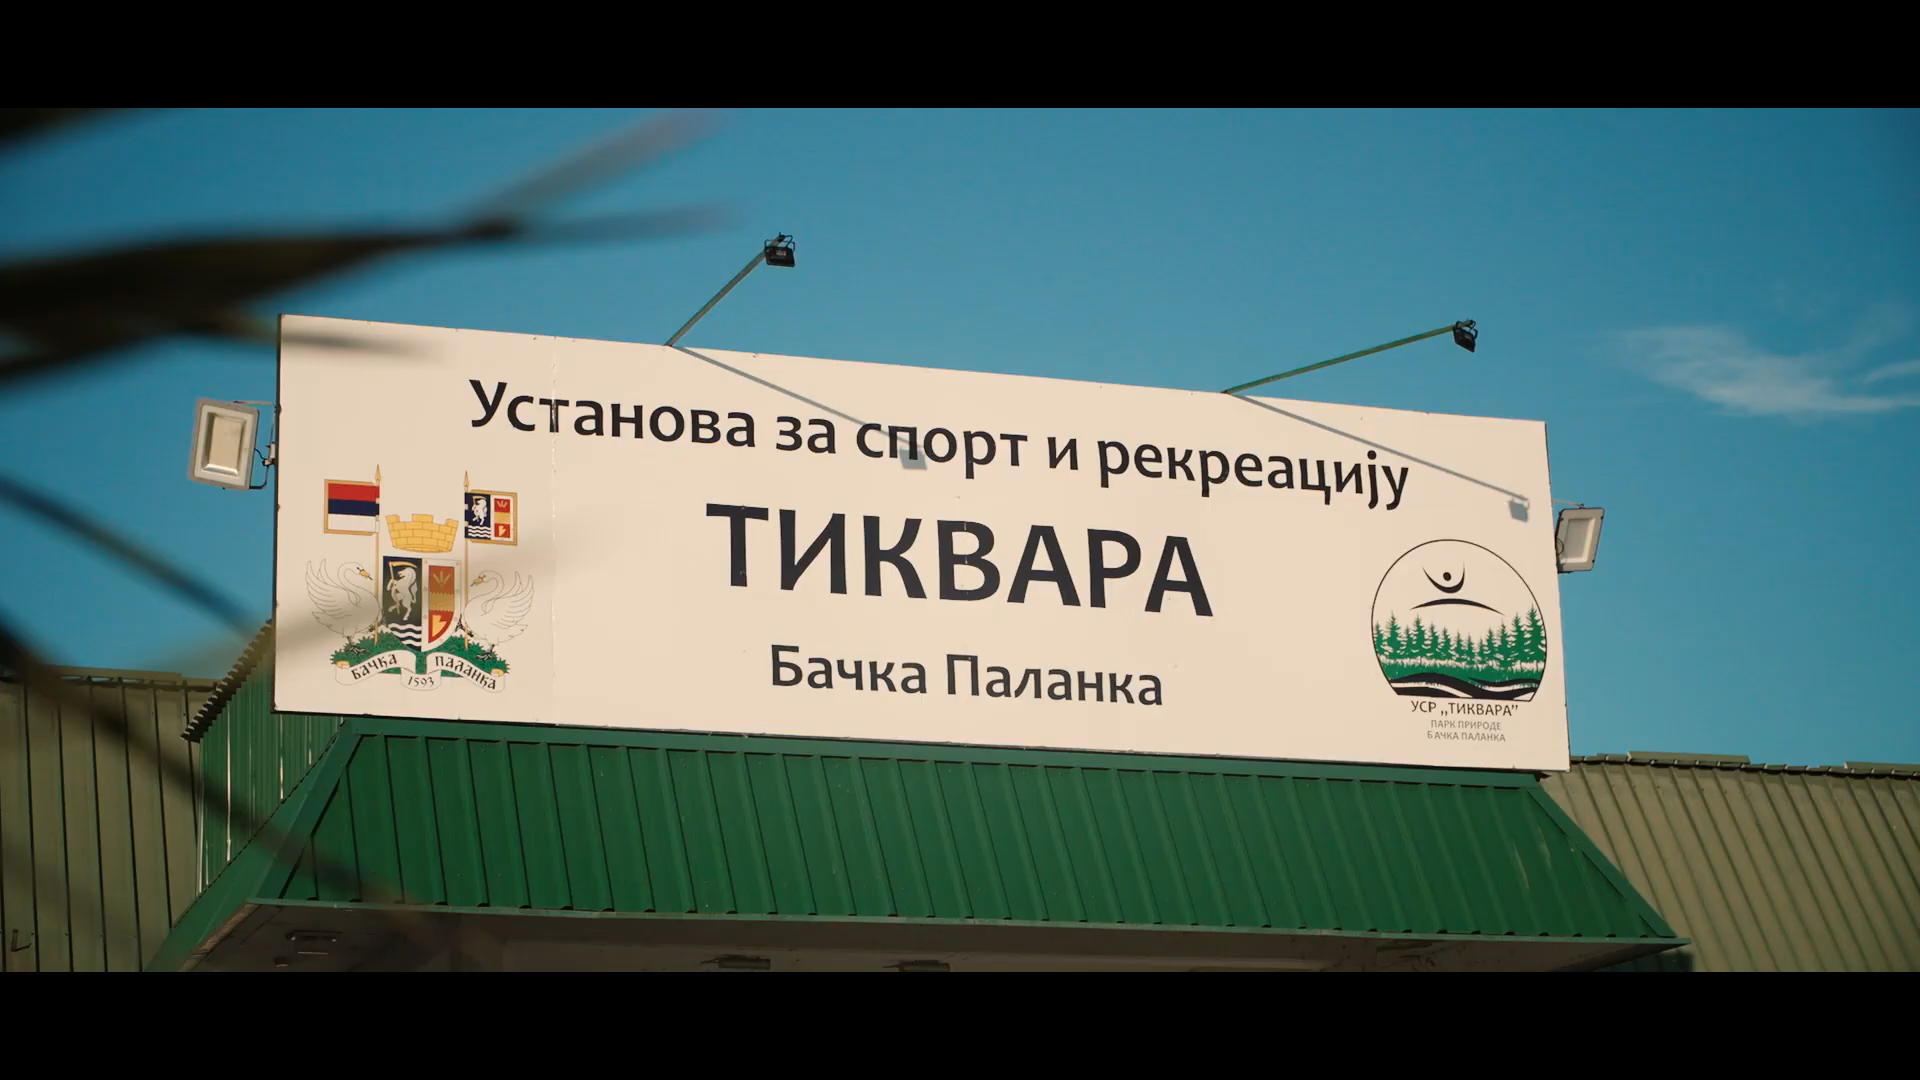 Установа за спорт и рекреацију
ТИКВАРА
Бачка Паланка
БАЧКА ПАЛАНКА
1593
УСР „ТИКВАРА”
ПАРК ПРИРОДЕ
БАЧКА ПАЛАНКА